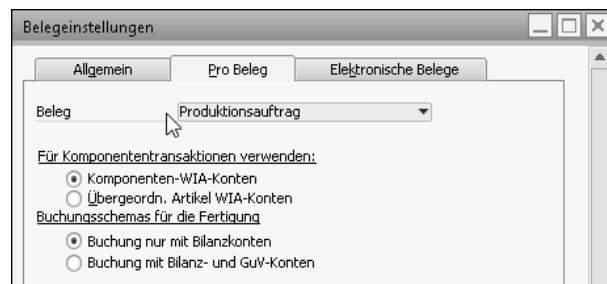 Belegeinstellungen
Allgemein Pro Beleg Elektronische Belege
Beleg Produktionsauftrag
Für Komponententransaktionen verwenden:
Komponenten-WIA-Konten
Übergeordn. Artikel WIA-Konten
Buchungsschemas für die Fertigung
Buchung nur mit Bilanzkonten
Buchung mit Bilanz- und GuV-Konten